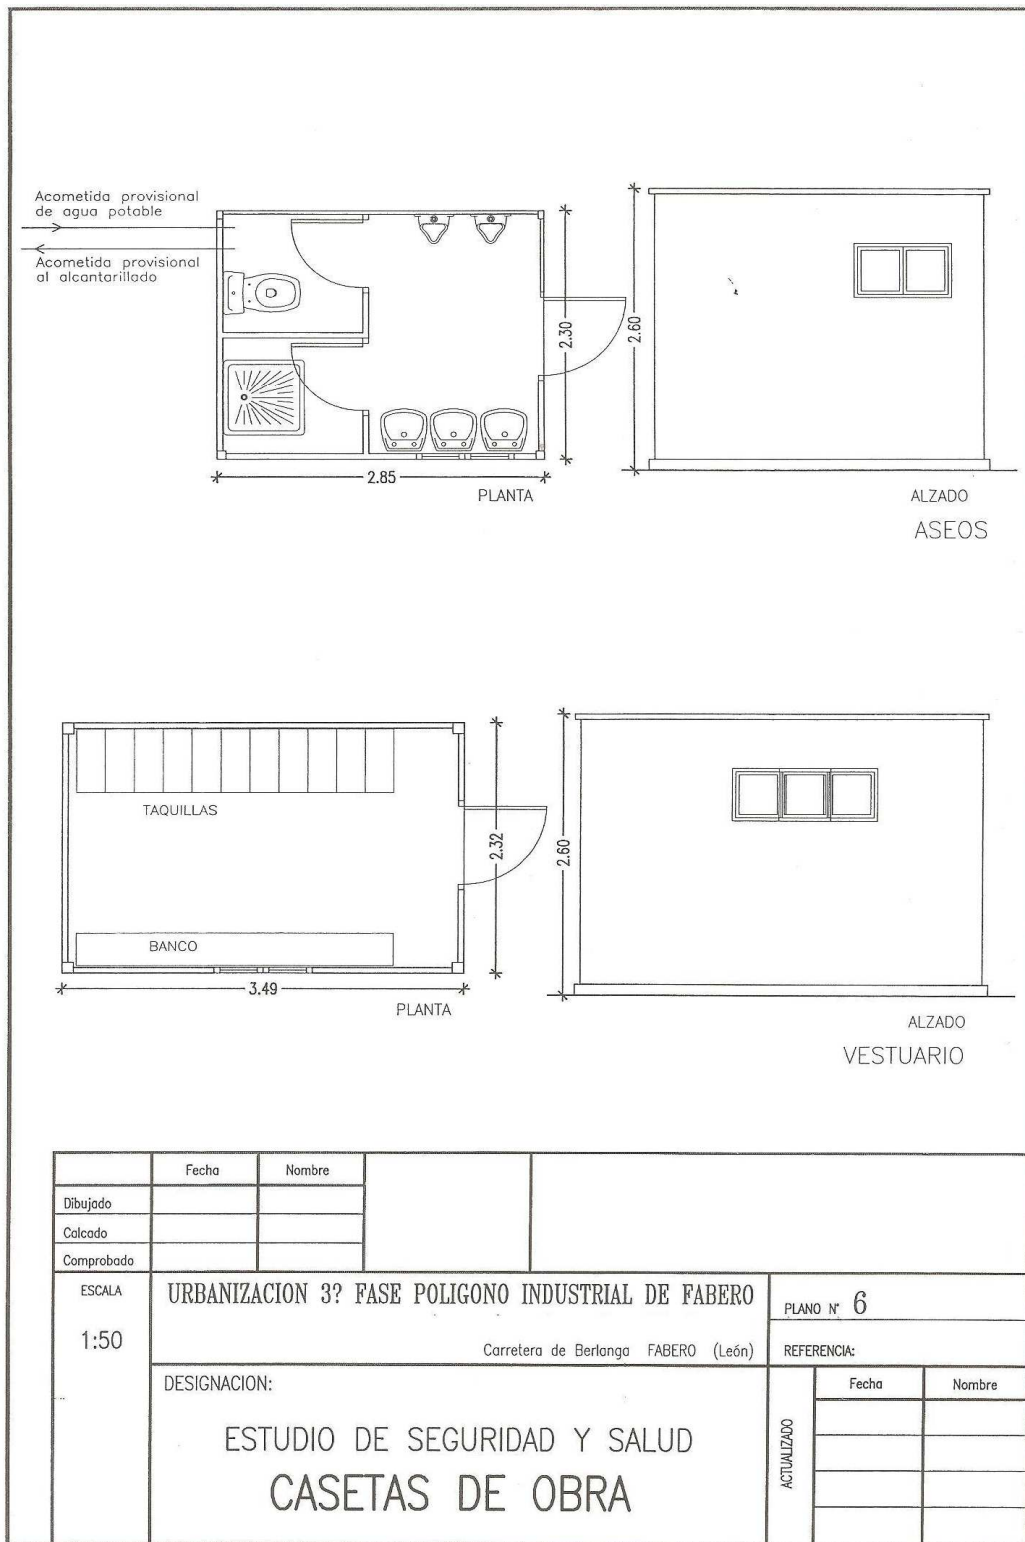 Acometida provisional
de agua potable
Acometida provisional
al alcantarillado
2.30
2.85
PLANTA
2.60
ALZADO
ASEOS
TAQUILLAS
BANCO
2.32
3.49
PLANTA
2.60
ALZADO
VESTUARIO
Fecha Nombre
Dibujado
Calcado
Comprobado
ESCALA
1:50
URBANIZACION 3? FASE POLIGONO INDUSTRIAL DE FABERO
Carretera de Berlanga FABERO (León)
PLANO N° 6
REFERENCIA:
DESIGNACION:
ESTUDIO DE SEGURIDAD Y SALUD
CASETAS DE OBRA
ACTUALIZADO
Fecha Nombre